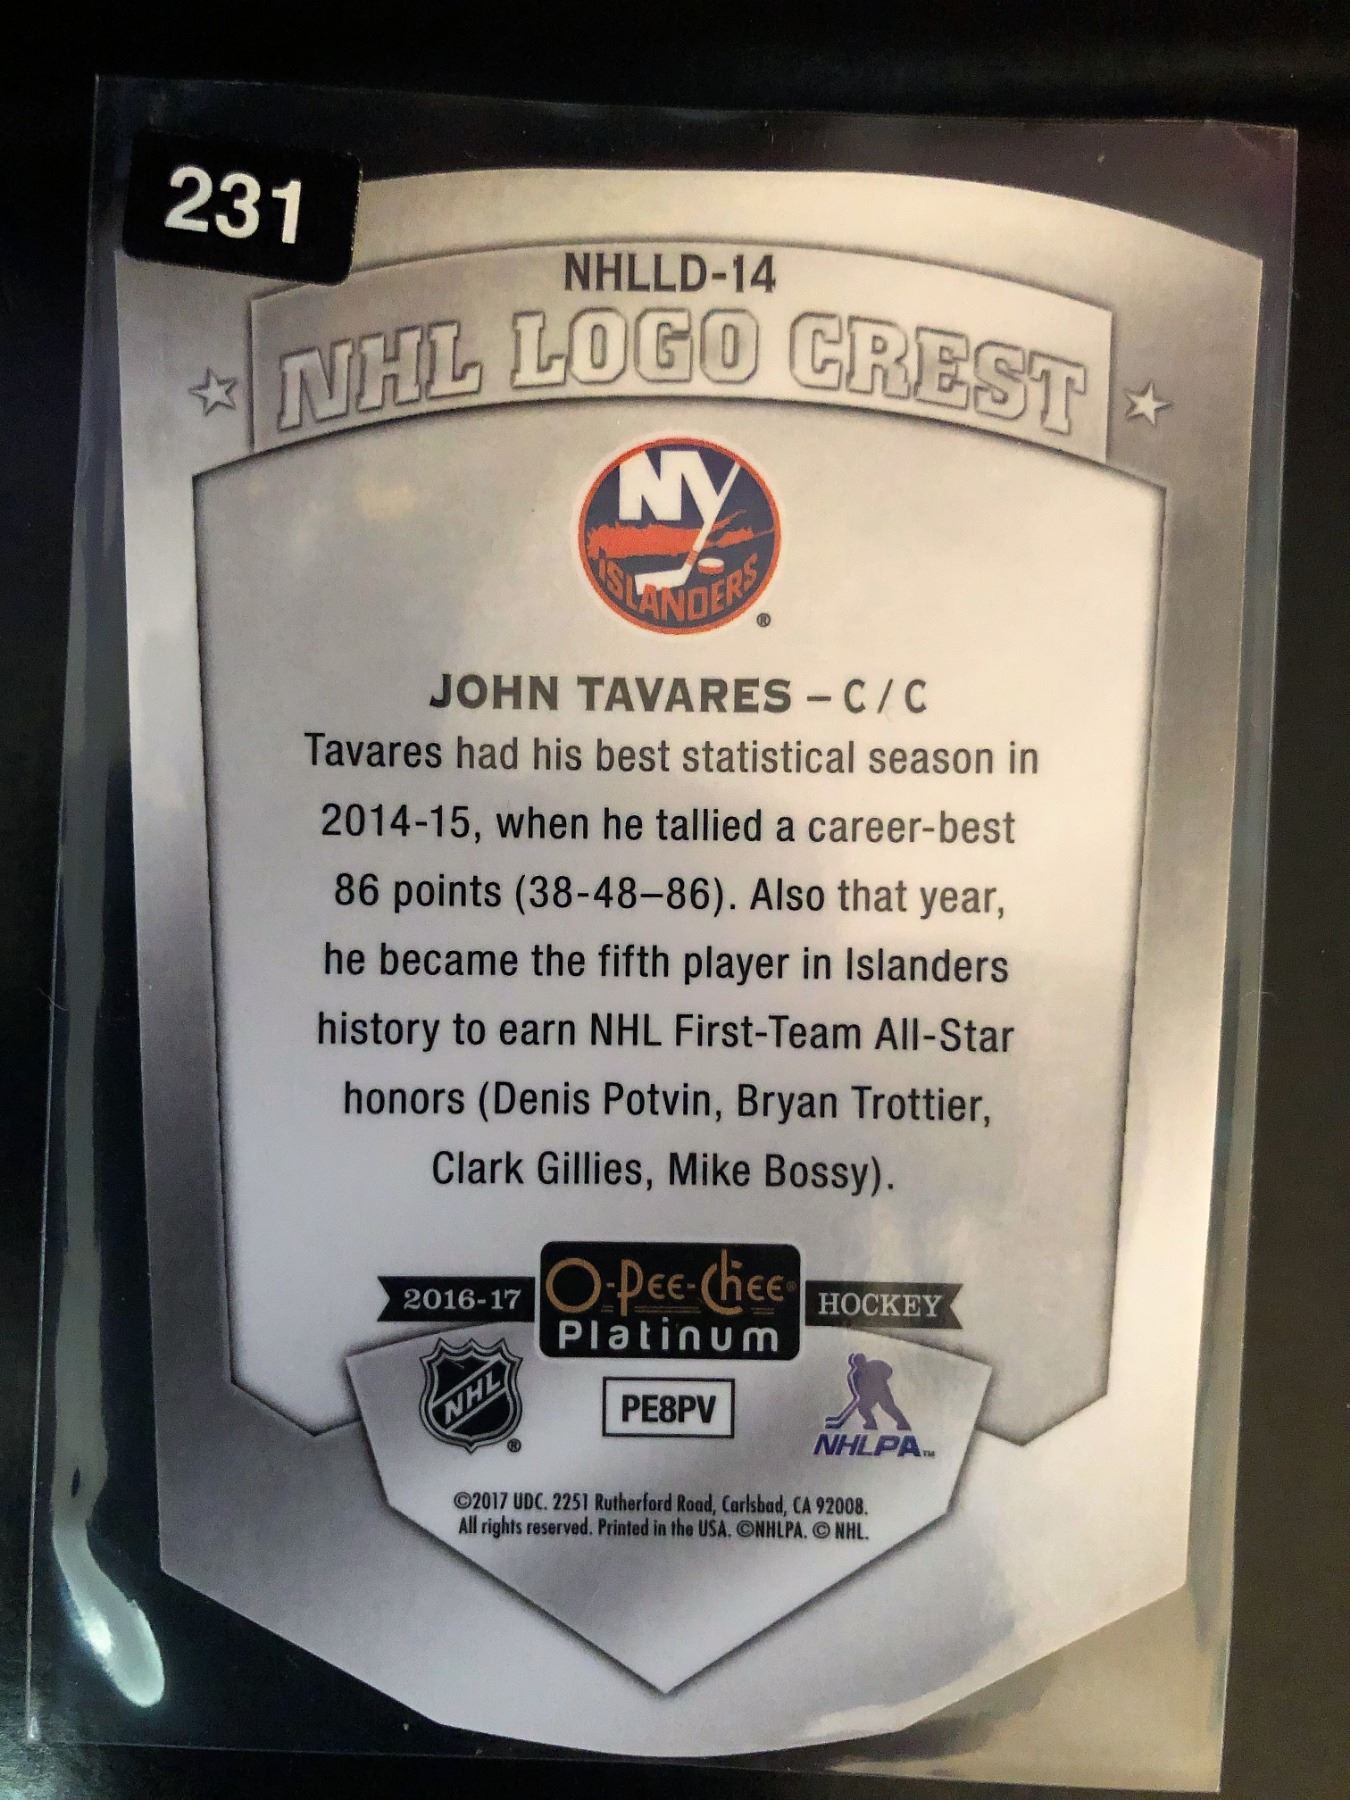 231
NHLLD-14
NHL LOGO CREST
NY
ISLANDERS
®
JOHN TAVARES – C / C
Tavares had his best statistical season in
2014-15, when he tallied a career-best
86 points (38-48–86). Also that year,
he became the fifth player in Islanders
history to earn NHL First-Team All-Star
honors (Denis Potvin, Bryan Trottier,
Clark Gillies, Mike Bossy).
2016-17 O-Pee-Chee® HOCKEY
Platinum
NHL ® PE8PV NHLPA™
©2017 UDC. 2251 Rutherford Road, Carlsbad, CA 92008.
All rights reserved. Printed in the USA. ©NHLPA. © NHL.